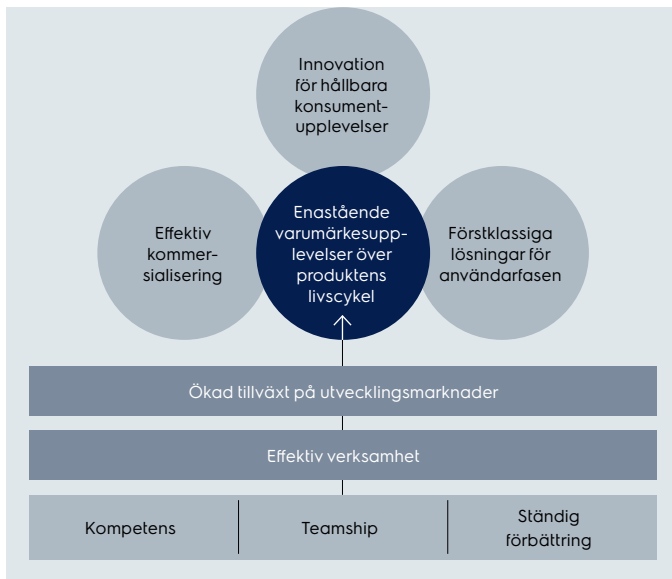 Innovation
för hållbara
konsument-
upplevelser
Effektiv
kommer-
sialisering
Enastående
varumärkesupp-
levelser över
produktens
livscykel
Förstklassiga
lösningar för
användarfasen
Ökad tillväxt på utvecklingsmarknader
Effektiv verksamhet
Kompetens
Teamship
Ständig
förbättring